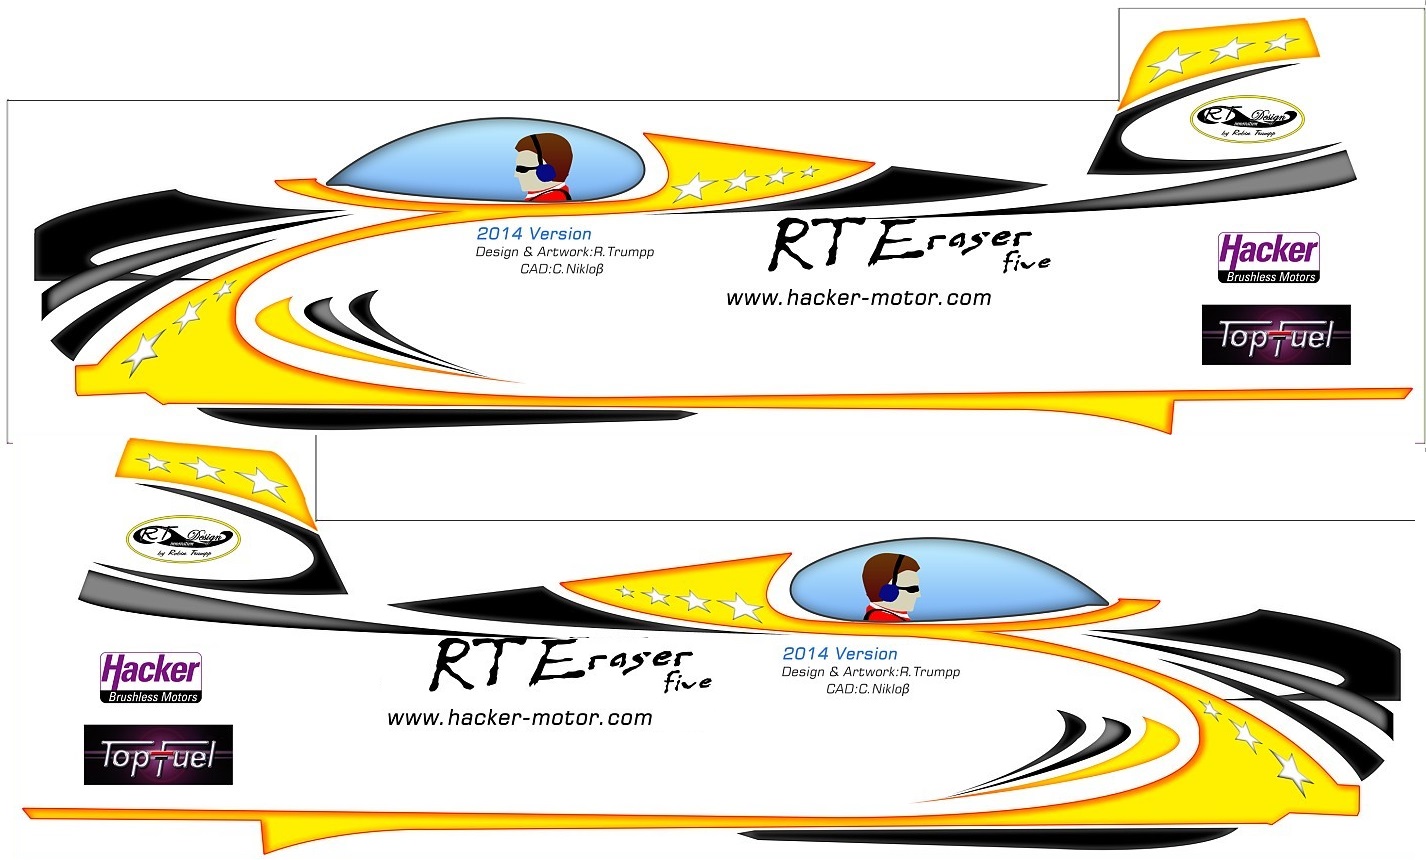 RT Design
by Robin Trumpp
2014 Version
Design & Artwork:R.Trumpp
CAD:C.Nikloß
RT Eraser
five
www.hacker-motor.com
Hacker
Brushless Motors
TopFuel
RT Design
by Robin Trumpp
Hacker
Brushless Motors
TopFuel
RT Eraser
five
www.hacker-motor.com
2014 Version
Design & Artwork:R.Trumpp
CAD:C.Nikloß